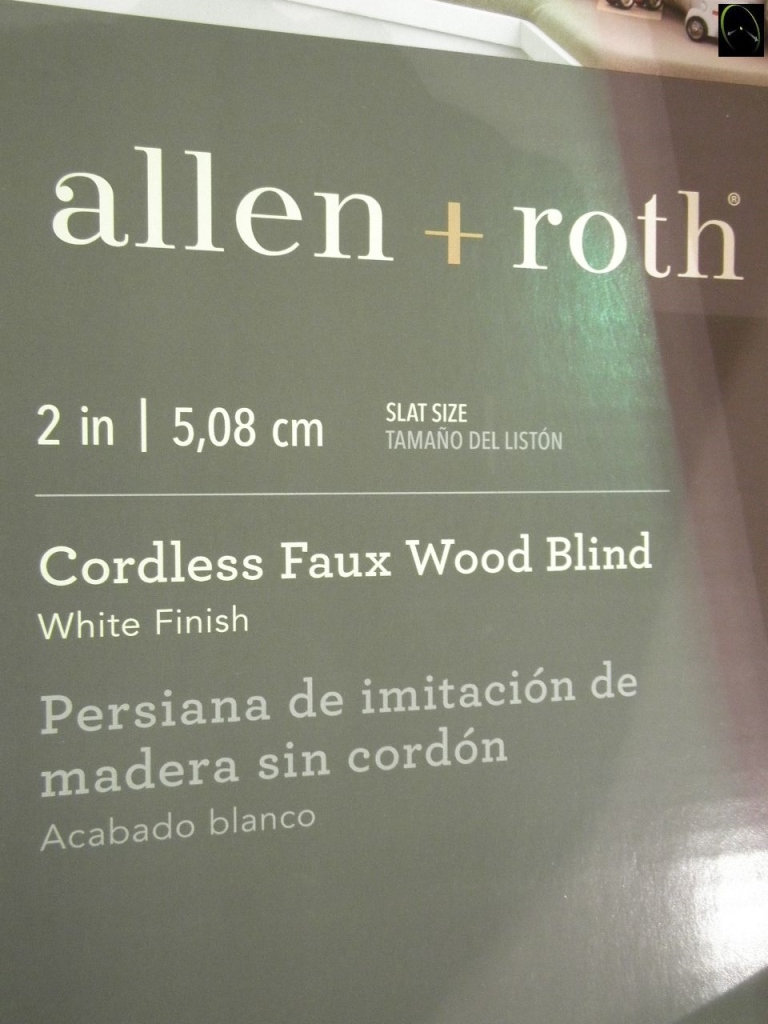 allen + roth®
2 in | 5,08 cm SLAT SIZE
TAMAÑO DEL LISTÓN
Cordless Faux Wood Blind
White Finish
Persiana de imitación de
madera sin cordón
Acabado blanco